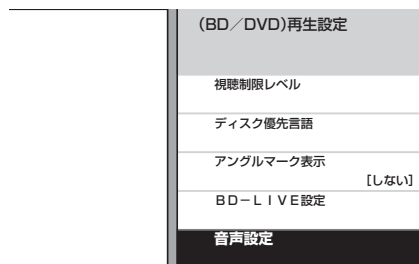 （BD／DVD）再生設定
視聴制限レベル
ディスク優先言語
アングルマーク表示
［しない］
ＢＤ－ＬＩＶＥ設定
音声設定